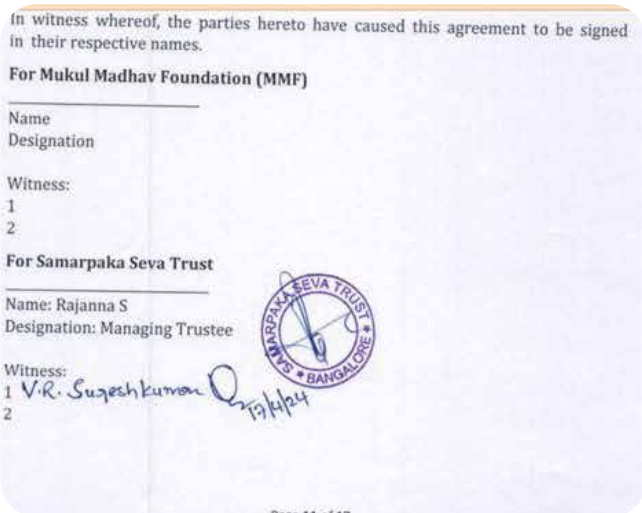 In witness whereof, the parties hereto have caused this agreement to be signed
in their respective names.
For Mukul Madhav Foundation (MMF)
Name
Designation
Witness:
1
2
For Samarpaka Seva Trust
Name: Rajanna S
Designation: Managing Trustee
SAMARPAKA SEVA TRUST
* BANGALORE *
Witness:
1 V.R. Sureshkumar
17/4/24
2